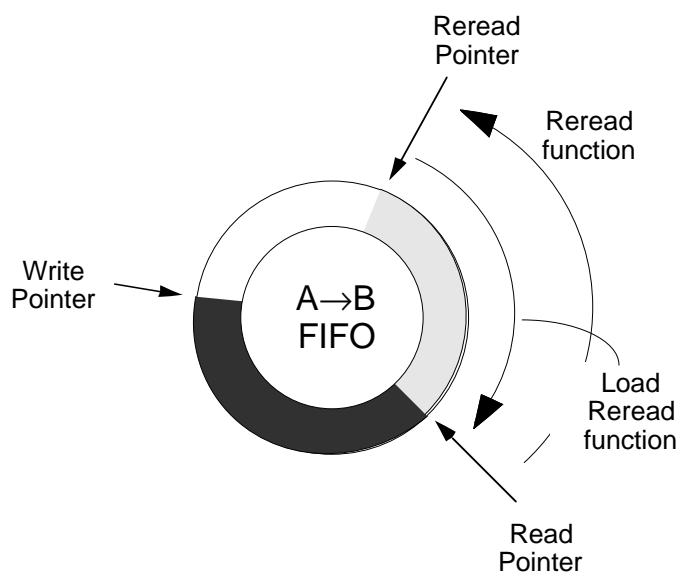 Reread
Pointer
Reread
function
Write
Pointer
A→B
FIFO
Load
Reread
function
Read
Pointer